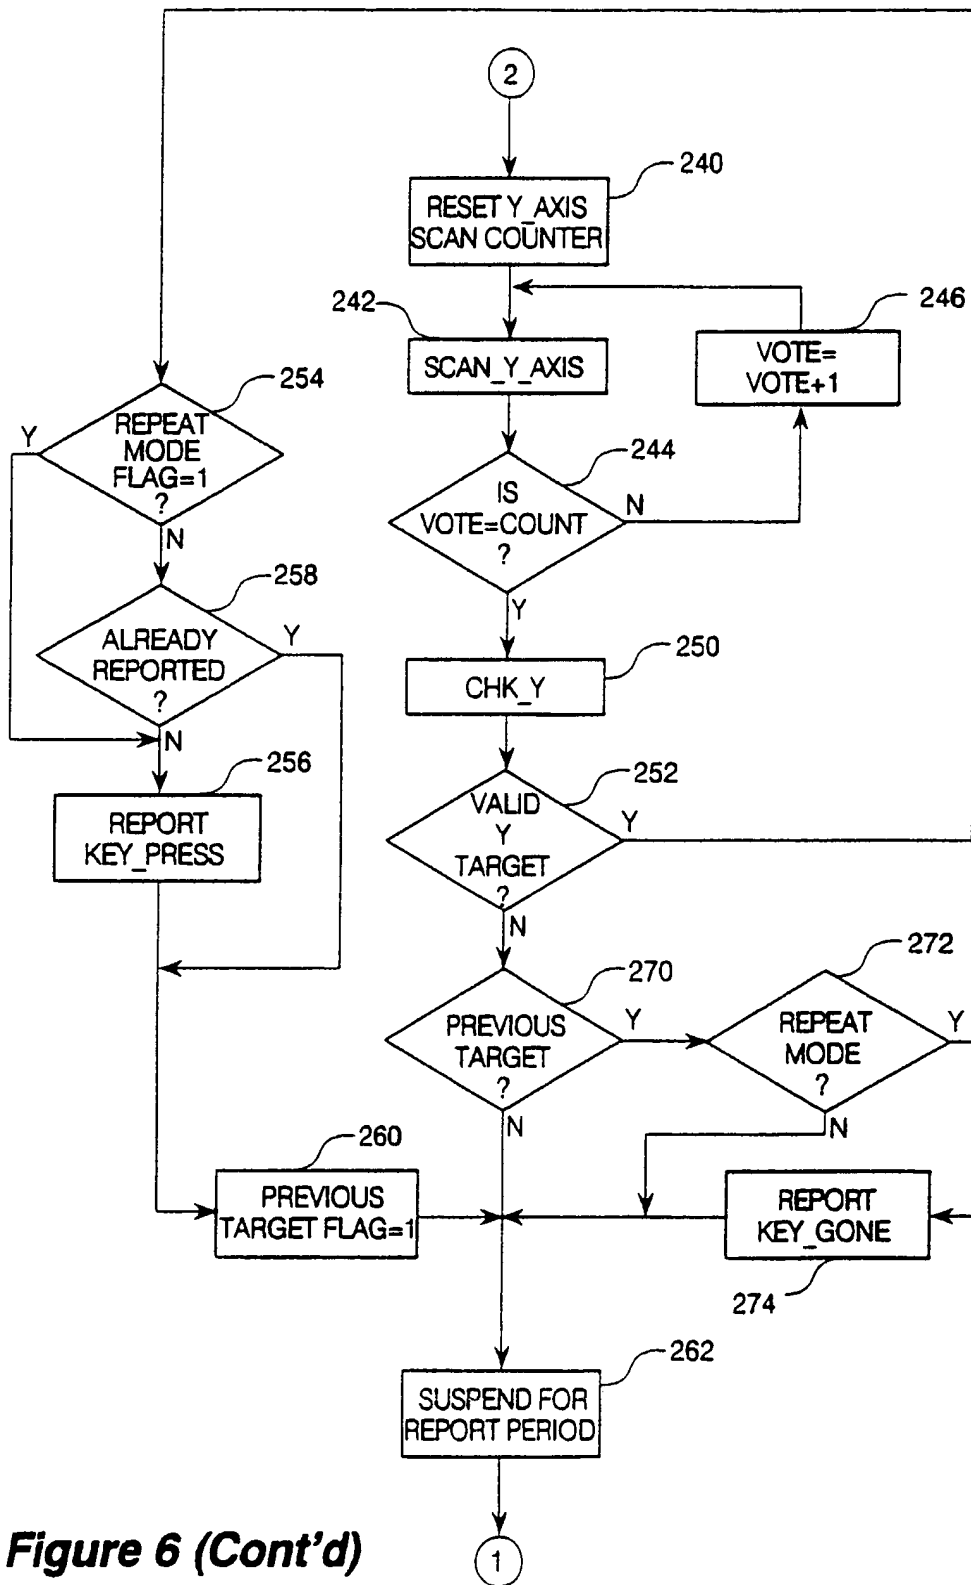 2
240
RESET Y_AXIS
SCAN COUNTER
242
SCAN_Y_AXIS
246
VOTE=
VOTE+1
254
REPEAT
MODE
FLAG=1
?
Y
N
244
IS
VOTE=COUNT
?
N
Y
258
ALREADY
REPORTED
?
Y
N
250
CHK_Y
256
REPORT
KEY_PRESS
252
VALID
Y
TARGET
?
Y
N
270
PREVIOUS
TARGET
?
Y
N
272
REPEAT
MODE
?
Y
N
260
PREVIOUS
TARGET FLAG=1
REPORT
KEY_GONE
274
262
SUSPEND FOR
REPORT PERIOD
1
Figure 6 (Cont'd)